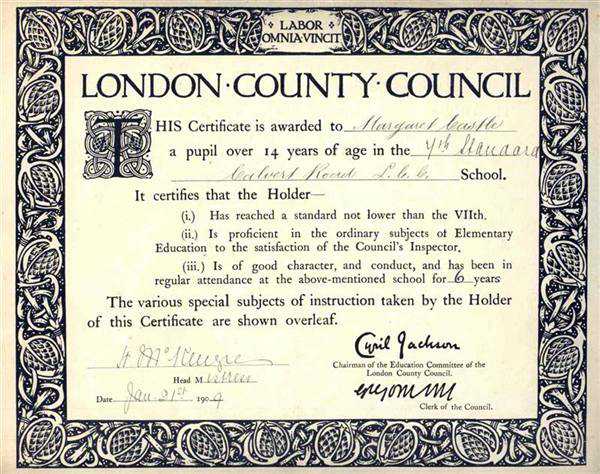 LABOR
OMNIA·VINCIT
LONDON·COUNTY·COUNCIL
THIS Certificate is awarded to Margaret Castle
a pupil over 14 years of age in the 7th Standard
Calvert Road L.C.C. School.
It certifies that the Holder—
(i.) Has reached a standard not lower than the VIIth.
(ii.) Is proficient in the ordinary subjects of Elementary
Education to the satisfaction of the Council's Inspector.
(iii.) Is of good character, and conduct, and has been in
regular attendance at the above-mentioned school for 6 years
The various special subjects of instruction taken by the Holder
of this Certificate are shown overleaf.
Cyril Jackson
Chairman of the Education Committee of the
London County Council.
McKenzie
Head Mistress
Date Jan. 21st 1909
Clerk of the Council.